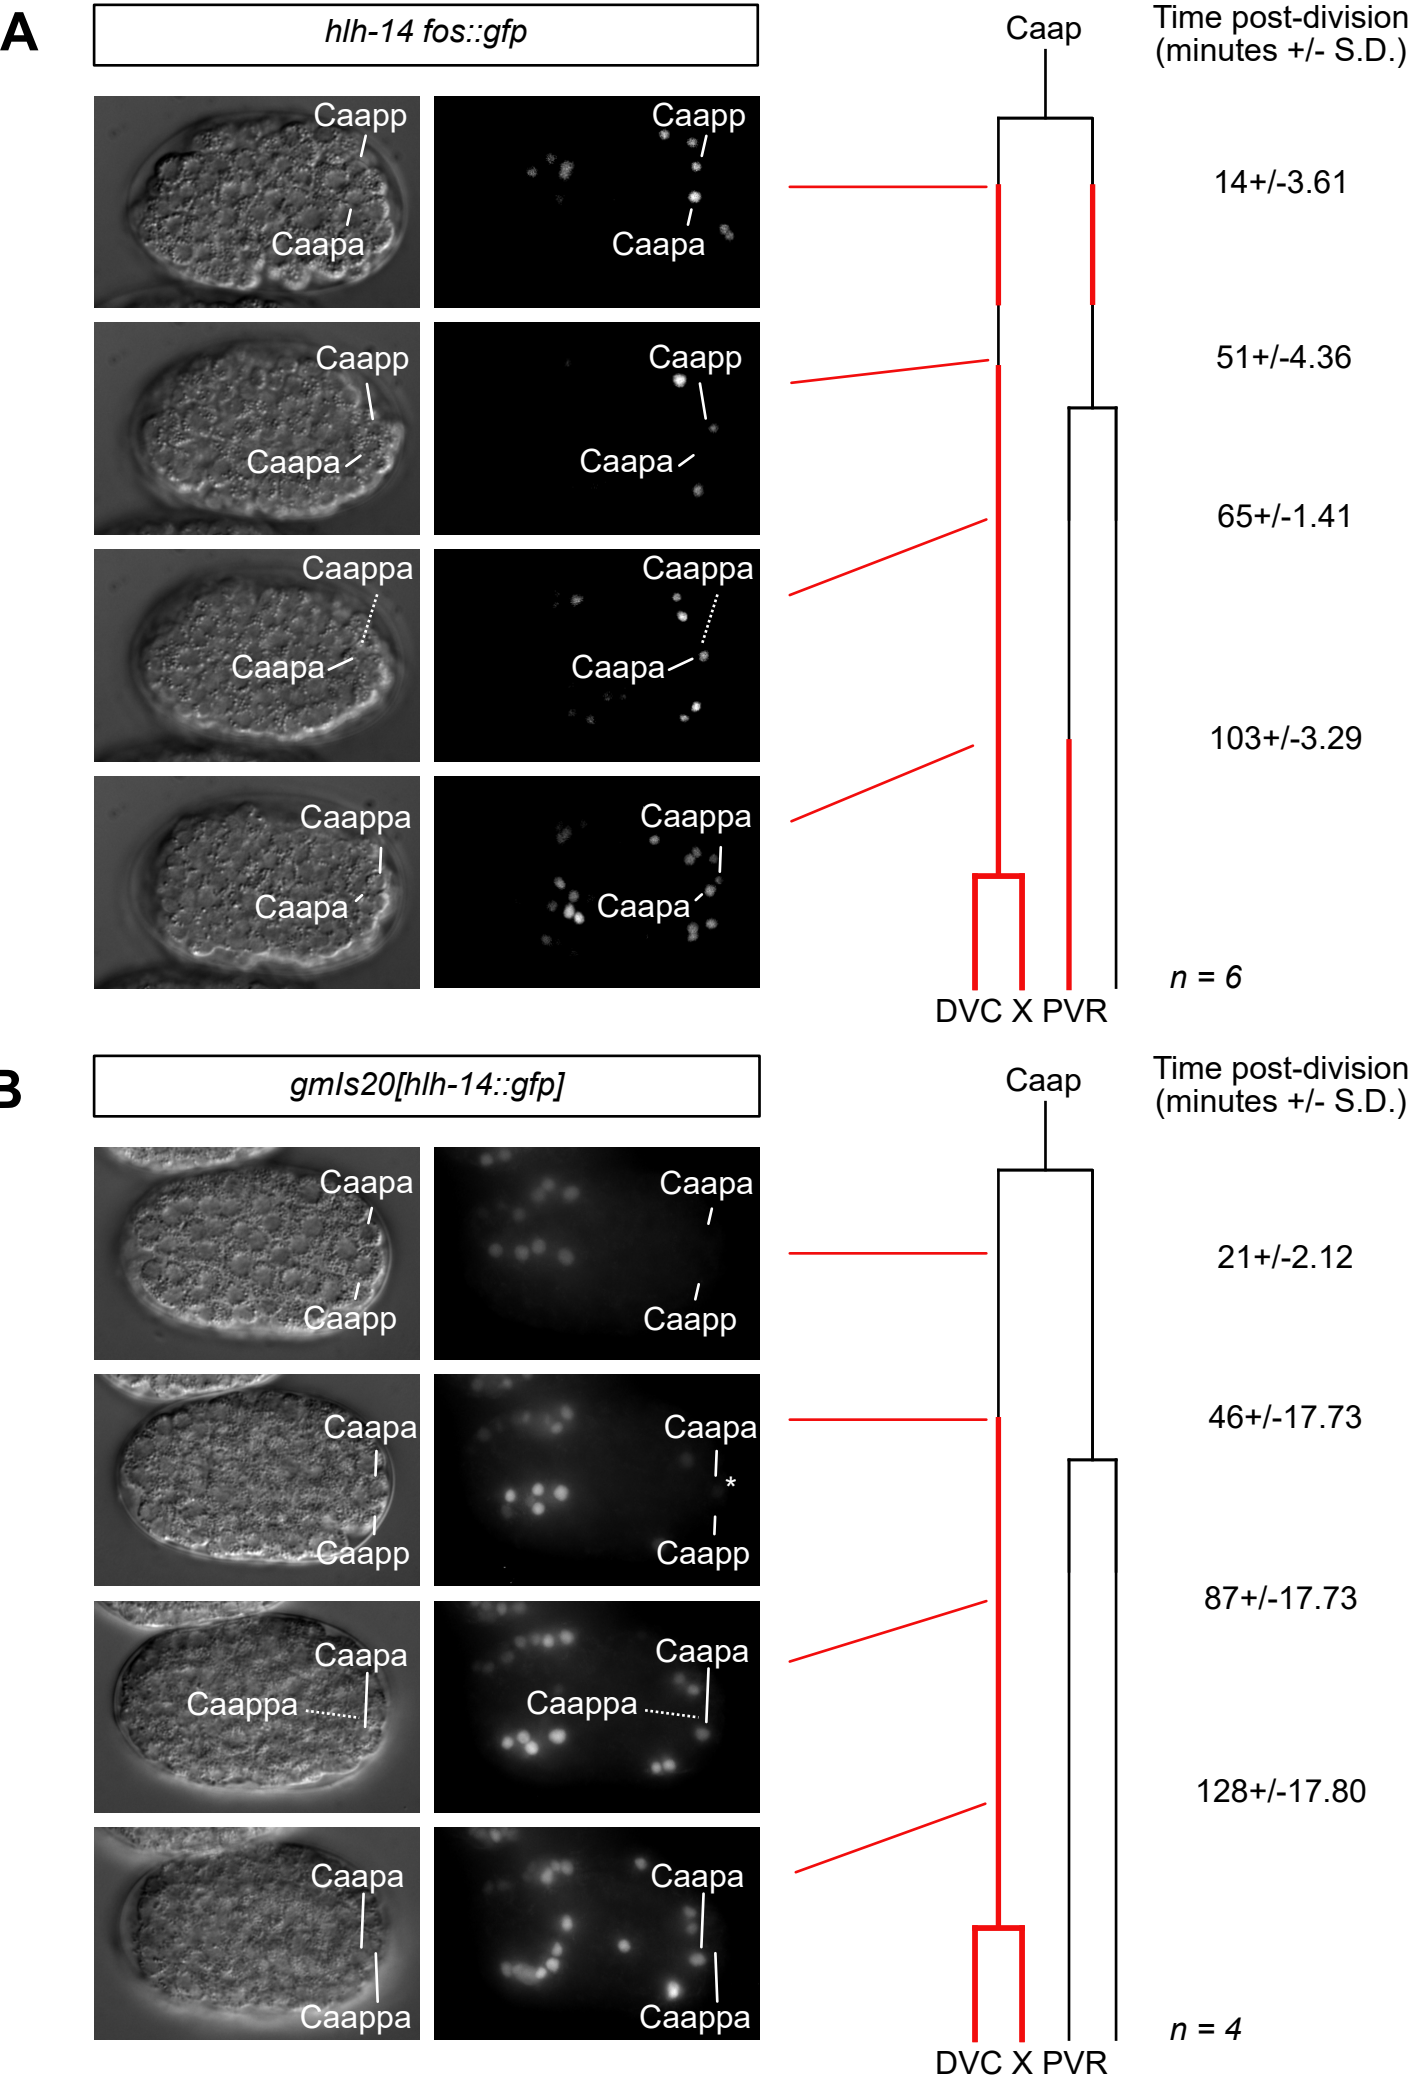 A
hlh-14 fos::gfp
Caap
Time post-division
(minutes +/- S.D.)
Caapp
Caapp
Caapa
Caapa
14+/-3.61
Caapp
Caapp
Caapa
Caapa
51+/-4.36
Caappa
Caappa
Caapa
Caapa
65+/-1.41
Caappa
Caappa
Caapa
Caapa
103+/-3.29
n = 6
DVC X PVR
B
gmIs20[hlh-14::gfp]
Caap
Time post-division
(minutes +/- S.D.)
Caapa
Caapa
Caapp
Caapp
21+/-2.12
Caapa
Caapa
*
Caapp
Caapp
46+/-17.73
Caapa
Caapa
Caappa
Caappa
87+/-17.73
Caapa
Caapa
Caappa
Caappa
128+/-17.80
n = 4
DVC X PVR